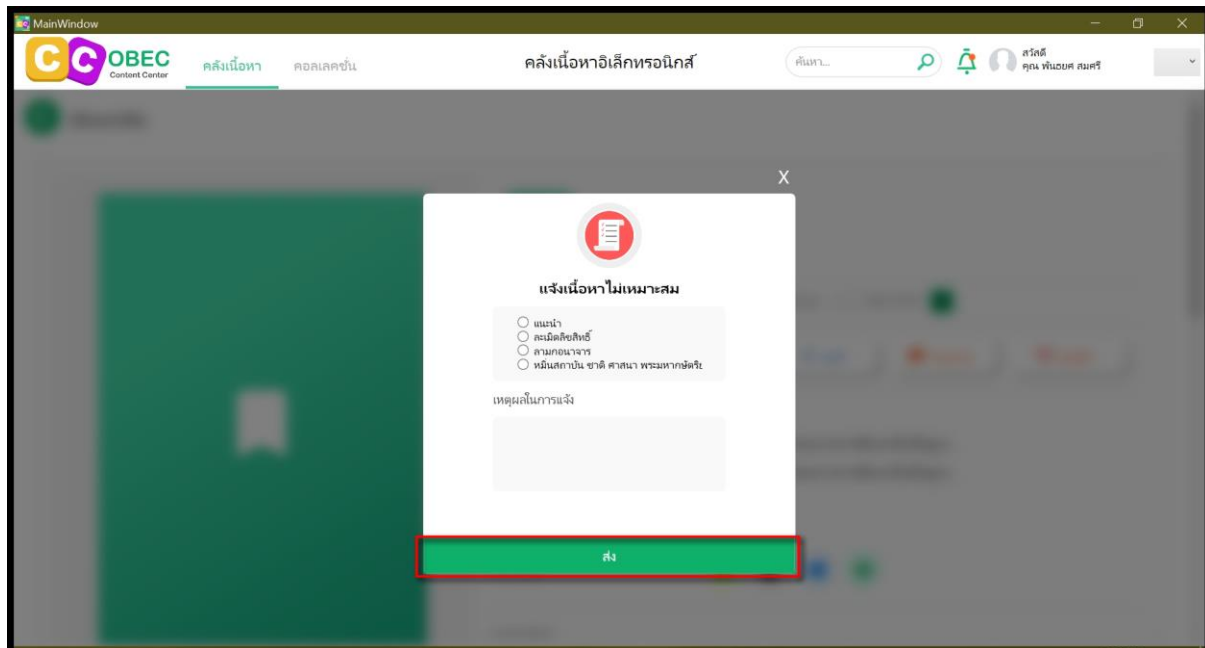 MainWindow
CC OBEC
Content Center
คลังเนื้อหา
คอลเลคชั่น
คลังเนื้อหาอิเล็กทรอนิกส์
ค้นหา...
สวัสดี
คุณ พันธยศ สมศรี
X
แจ้งเนื้อหาไม่เหมาะสม
แนะนำ
ละเมิดลิขสิทธิ์
ลามกอนาจาร
หมิ่นสถาบัน ชาติ ศาสนา พระมหากษัตริย
เหตุผลในการแจ้ง
ส่ง